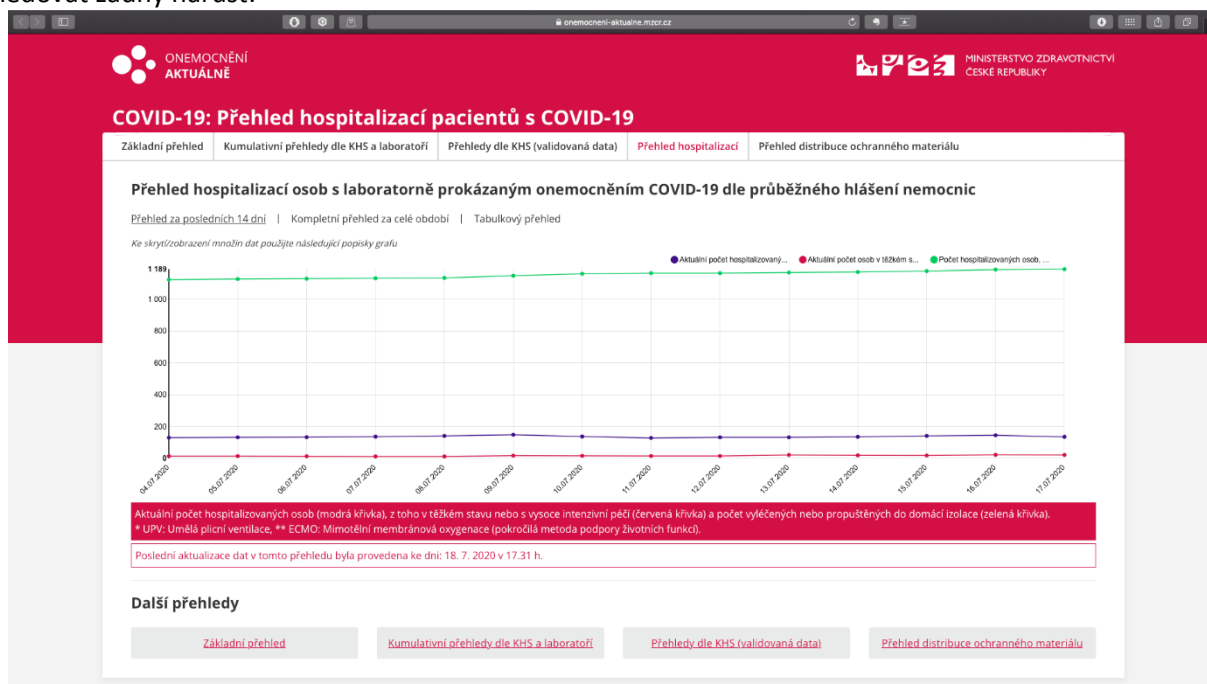 onemocneni-aktualne.mzcr.cz
ONEMOCNĚNÍ
AKTUÁLNĚ
MINISTERSTVO ZDRAVOTNICTVÍ
ČESKÉ REPUBLIKY
COVID-19: Přehled hospitalizací pacientů s COVID-19
Základní přehled Kumulativní přehledy dle KHS a laboratoří Přehledy dle KHS (validovaná data) Přehled hospitalizací Přehled distribuce ochranného materiálu
Přehled hospitalizací osob s laboratorně prokázaným onemocněním COVID-19 dle průběžného hlášení nemocnic
Přehled za posledních 14 dní | Kompletní přehled za celé období | Tabulkový přehled
Ke skrytí/zobrazení množin dat použijte následující popisky grafu
Aktuální počet hospitalizovaný... Aktuální počet osob v těžkém s... Počet hospitalizovaných osob, ...
1 189
1 000
800
600
400
200
0
04.07.2020 05.07.2020 06.07.2020 07.07.2020 08.07.2020 09.07.2020 10.07.2020 11.07.2020 12.07.2020 13.07.2020 14.07.2020 15.07.2020 16.07.2020 17.07.2020
Aktuální počet hospitalizovaných osob (modrá křivka), z toho v těžkém stavu nebo s vysoce intenzivní péčí (červená křivka) a počet vyléčených nebo propuštěných do domácí izolace (zelená křivka).
* UPV: Umělá plicní ventilace, ** ECMO: Mimotělní membránová oxygenace (pokročilá metoda podpory životních funkcí).
Poslední aktualizace dat v tomto přehledu byla provedena ke dni: 18. 7. 2020 v 17.31 h.
Další přehledy
Základní přehled Kumulativní přehledy dle KHS a laboratoří Přehledy dle KHS (validovaná data) Přehled distribuce ochranného materiálu